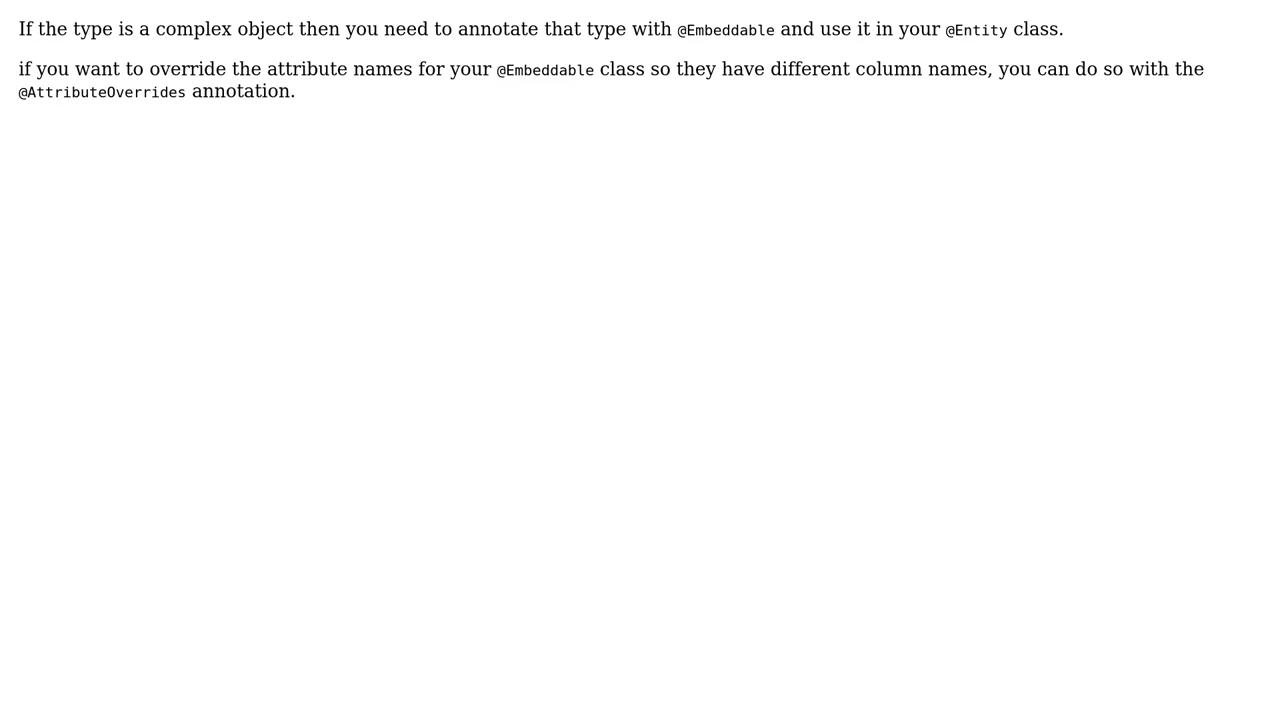 If the type is a complex object then you need to annotate that type with @Embeddable and use it in your @Entity class.
if you want to override the attribute names for your @Embeddable class so they have different column names, you can do so with the
@AttributeOverrides annotation.